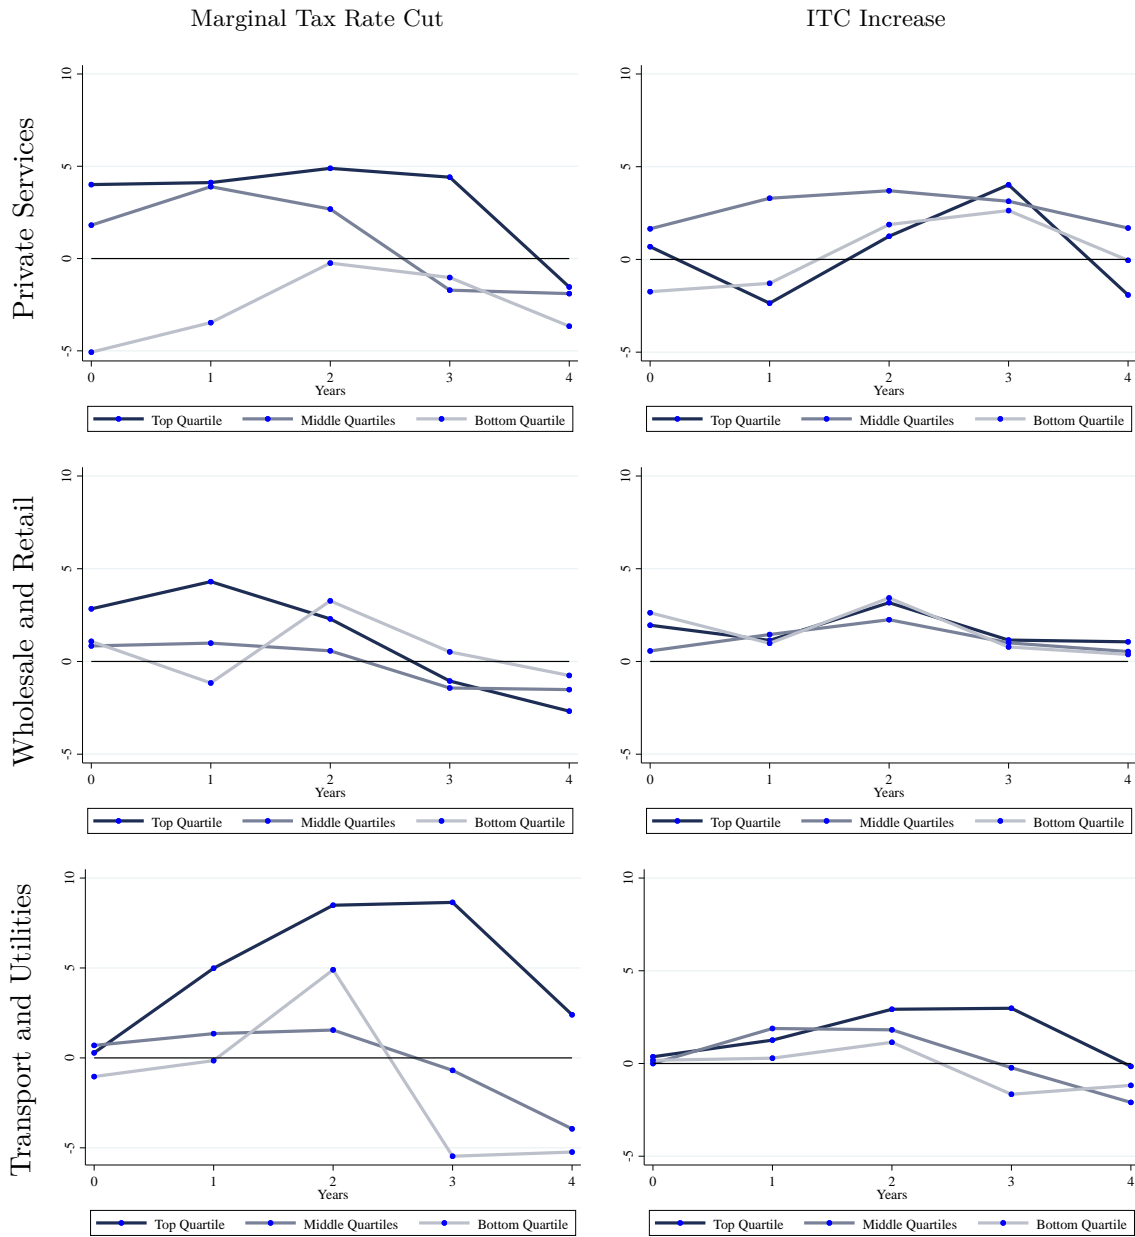 Marginal Tax Rate Cut
ITC Increase
Private Services
10
5
0
-5
0 1 2 3 4
Years
Top Quartile Middle Quartiles Bottom Quartile
10
5
0
-5
0 1 2 3 4
Years
Top Quartile Middle Quartiles Bottom Quartile
Wholesale and Retail
10
5
0
-5
0 1 2 3 4
Years
Top Quartile Middle Quartiles Bottom Quartile
10
5
0
-5
0 1 2 3 4
Years
Top Quartile Middle Quartiles Bottom Quartile
Transport and Utilities
10
5
0
-5
0 1 2 3 4
Years
Top Quartile Middle Quartiles Bottom Quartile
10
5
0
-5
0 1 2 3 4
Years
Top Quartile Middle Quartiles Bottom Quartile